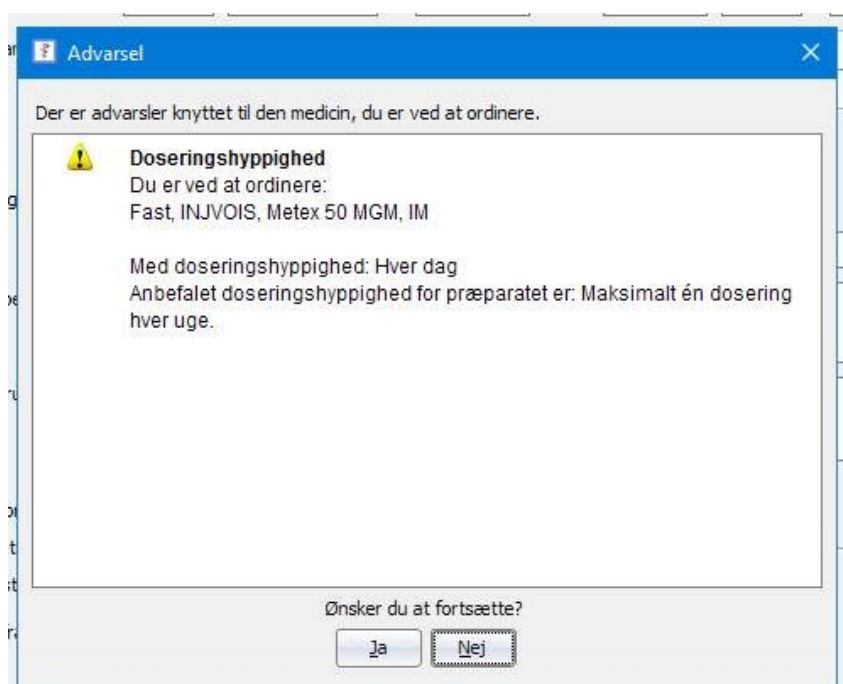 Advarsel
Der er advarsler knyttet til den medicin, du er ved at ordinere.
Doseringshyppighed
Du er ved at ordinere:
Fast, INJVOIS, Metex 50 MGM, IM
Med doseringshyppighed: Hver dag
Anbefalet doseringshyppighed for præparatet er: Maksimalt én dosering
hver uge.
Ønsker du at fortsætte?
Ja
Nej